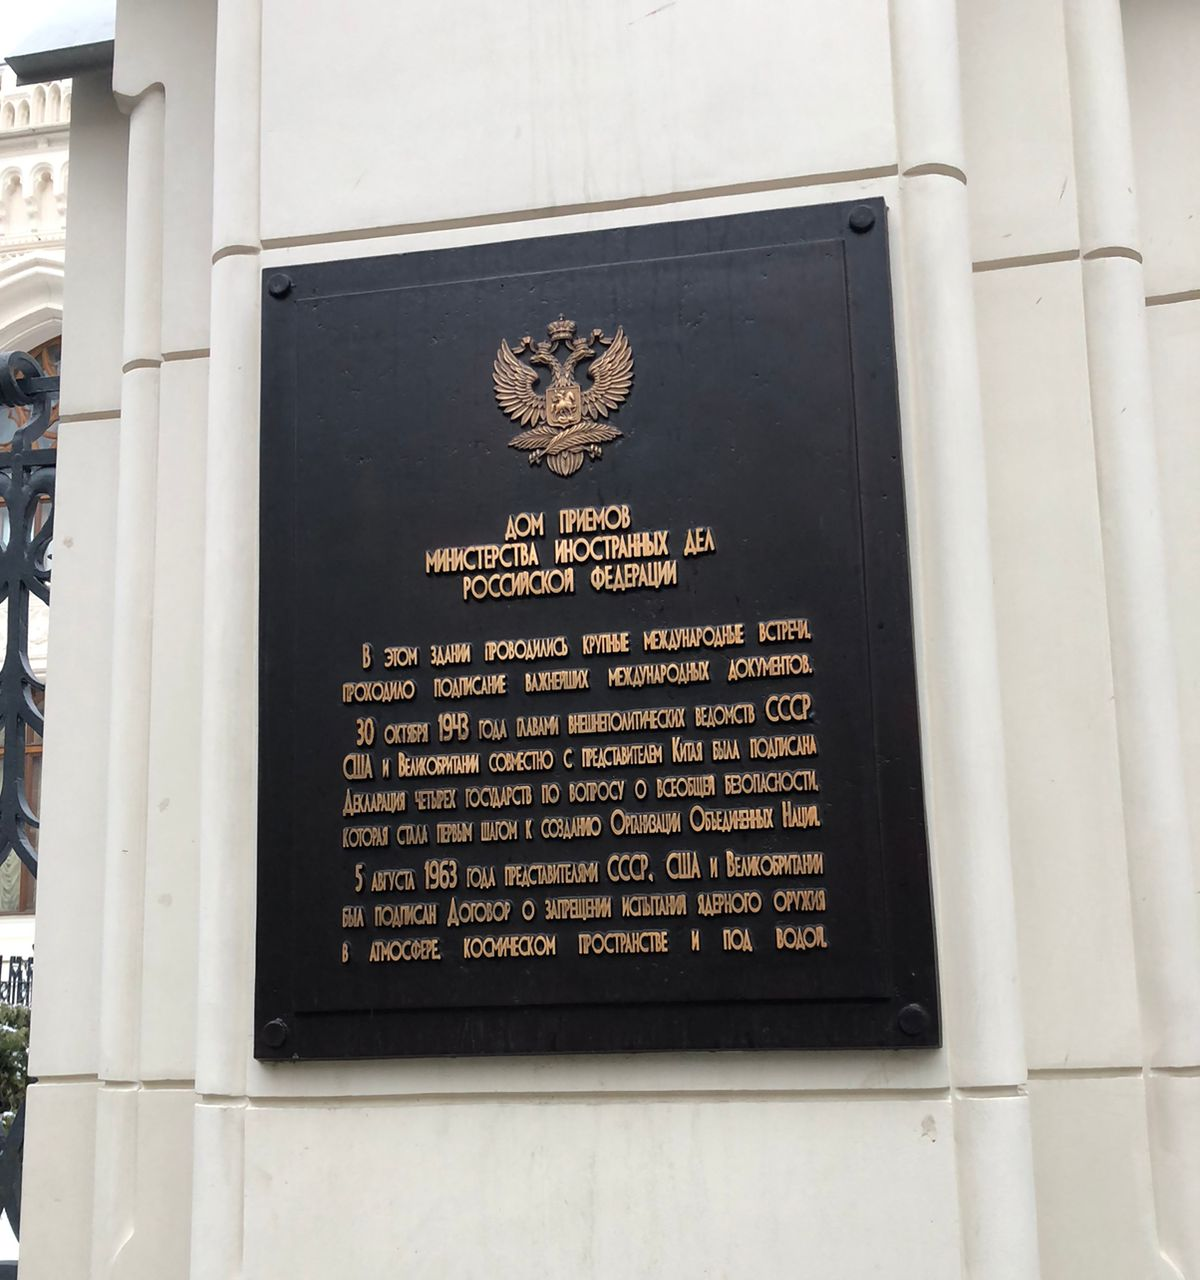 ДОМ ПРИЕМОВ
МИНИСТЕРСТВА ИНОСТРАННЫХ ДЕЛ
РОССИЙСКОЙ ФЕДЕРАЦИИ
В ЭТОМ ЗДАНИИ ПРОВОДИЛИСЬ КРУПНЫЕ МЕЖДУНАРОДНЫЕ ВСТРЕЧИ,
ПРОХОДИЛО ПОДПИСАНИЕ ВАЖНЕЙШИХ МЕЖДУНАРОДНЫХ ДОКУМЕНТОВ.
30 ОКТЯБРЯ 1943 ГОДА ГЛАВАМИ ВНЕШНЕПОЛИТИЧЕСКИХ ВЕДОМСТВ СССР,
США И ВЕЛИКОБРИТАНИИ СОВМЕСТНО С ПРЕДСТАВИТЕЛЕМ КИТАЯ БЫЛА ПОДПИСАНА
ДЕКЛАРАЦИЯ ЧЕТЫРЕХ ГОСУДАРСТВ ПО ВОПРОСУ О ВСЕОБЩЕЙ БЕЗОПАСНОСТИ,
КОТОРАЯ СТАЛА ПЕРВЫМ ШАГОМ К СОЗДАНИЮ ОРГАНИЗАЦИИ ОБЪЕДИНЕННЫХ НАЦИЙ.
5 АВГУСТА 1963 ГОДА ПРЕДСТАВИТЕЛЯМИ СССР, США И ВЕЛИКОБРИТАНИИ
БЫЛ ПОДПИСАН ДОГОВОР О ЗАПРЕЩЕНИИ ИСПЫТАНИЯ ЯДЕРНОГО ОРУЖИЯ
В АТМОСФЕРЕ, КОСМИЧЕСКОМ ПРОСТРАНСТВЕ И ПОД ВОДОЙ.